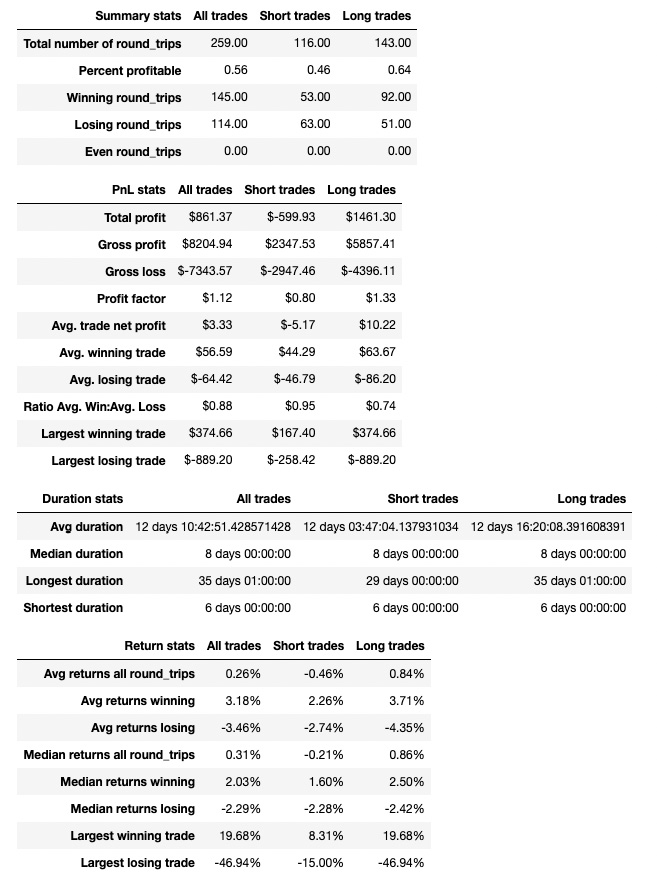 Summary stats All trades Short trades Long trades
Total number of round_trips 259.00 116.00 143.00
Percent profitable 0.56 0.46 0.64
Winning round_trips 145.00 53.00 92.00
Losing round_trips 114.00 63.00 51.00
Even round_trips 0.00 0.00 0.00
PnL stats All trades Short trades Long trades
Total profit $861.37 $-599.93 $1461.30
Gross profit $8204.94 $2347.53 $5857.41
Gross loss $-7343.57 $-2947.46 $-4396.11
Profit factor $1.12 $0.80 $1.33
Avg. trade net profit $3.33 $-5.17 $10.22
Avg. winning trade $56.59 $44.29 $63.67
Avg. losing trade $-64.42 $-46.79 $-86.20
Ratio Avg. Win:Avg. Loss $0.88 $0.95 $0.74
Largest winning trade $374.66 $167.40 $374.66
Largest losing trade $-889.20 $-258.42 $-889.20
Duration stats All trades Short trades Long trades
Avg duration 12 days 10:42:51.428571428 12 days 03:47:04.137931034 12 days 16:20:08.391608391
Median duration 8 days 00:00:00 8 days 00:00:00 8 days 00:00:00
Longest duration 35 days 01:00:00 29 days 00:00:00 35 days 01:00:00
Shortest duration 6 days 00:00:00 6 days 00:00:00 6 days 00:00:00
Return stats All trades Short trades Long trades
Avg returns all round_trips 0.26% -0.46% 0.84%
Avg returns winning 3.18% 2.26% 3.71%
Avg returns losing -3.46% -2.74% -4.35%
Median returns all round_trips 0.31% -0.21% 0.86%
Median returns winning 2.03% 1.60% 2.50%
Median returns losing -2.29% -2.28% -2.42%
Largest winning trade 19.68% 8.31% 19.68%
Largest losing trade -46.94% -15.00% -46.94%